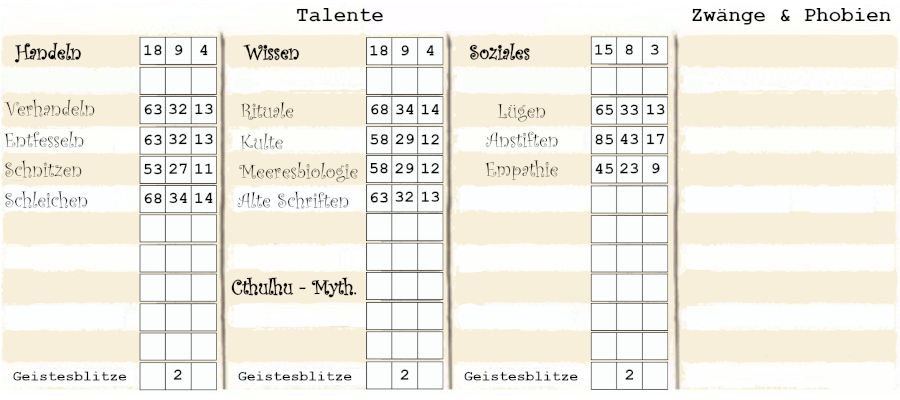 Talente Zwänge & Phobien
Handeln 18 9 4 Wissen 18 9 4 Soziales 15 8 3
Verhandeln 63 32 13 Rituale 68 34 14 Lügen 65 33 13
Entfesseln 63 32 13 Kulte 58 29 12 Anstiften 85 43 17
Schnitzen 53 27 11 Meeresbiologie 58 29 12 Empathie 45 23 9
Schleichen 68 34 14 Alte Schriften 63 32 13
Cthulhu - Myth.
Geistesblitze 2 Geistesblitze 2 Geistesblitze 2